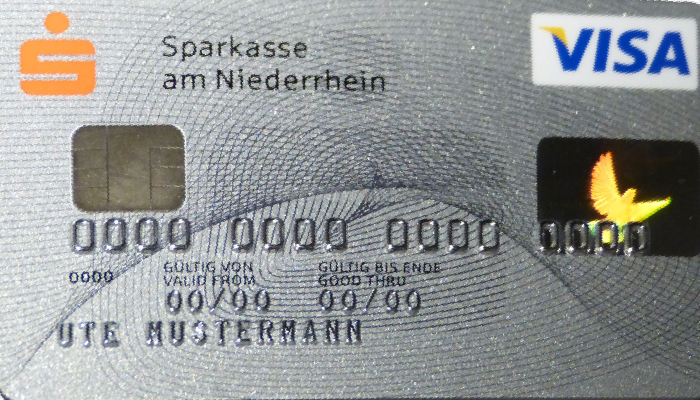 Sparkasse
am Niederrhein
VISA
0000 0000 0000 0000
0000
GÜLTIG VON
VALID FROM
GÜLTIG BIS ENDE
GOOD THRU
00/00 00/00
UTE MUSTERMANN